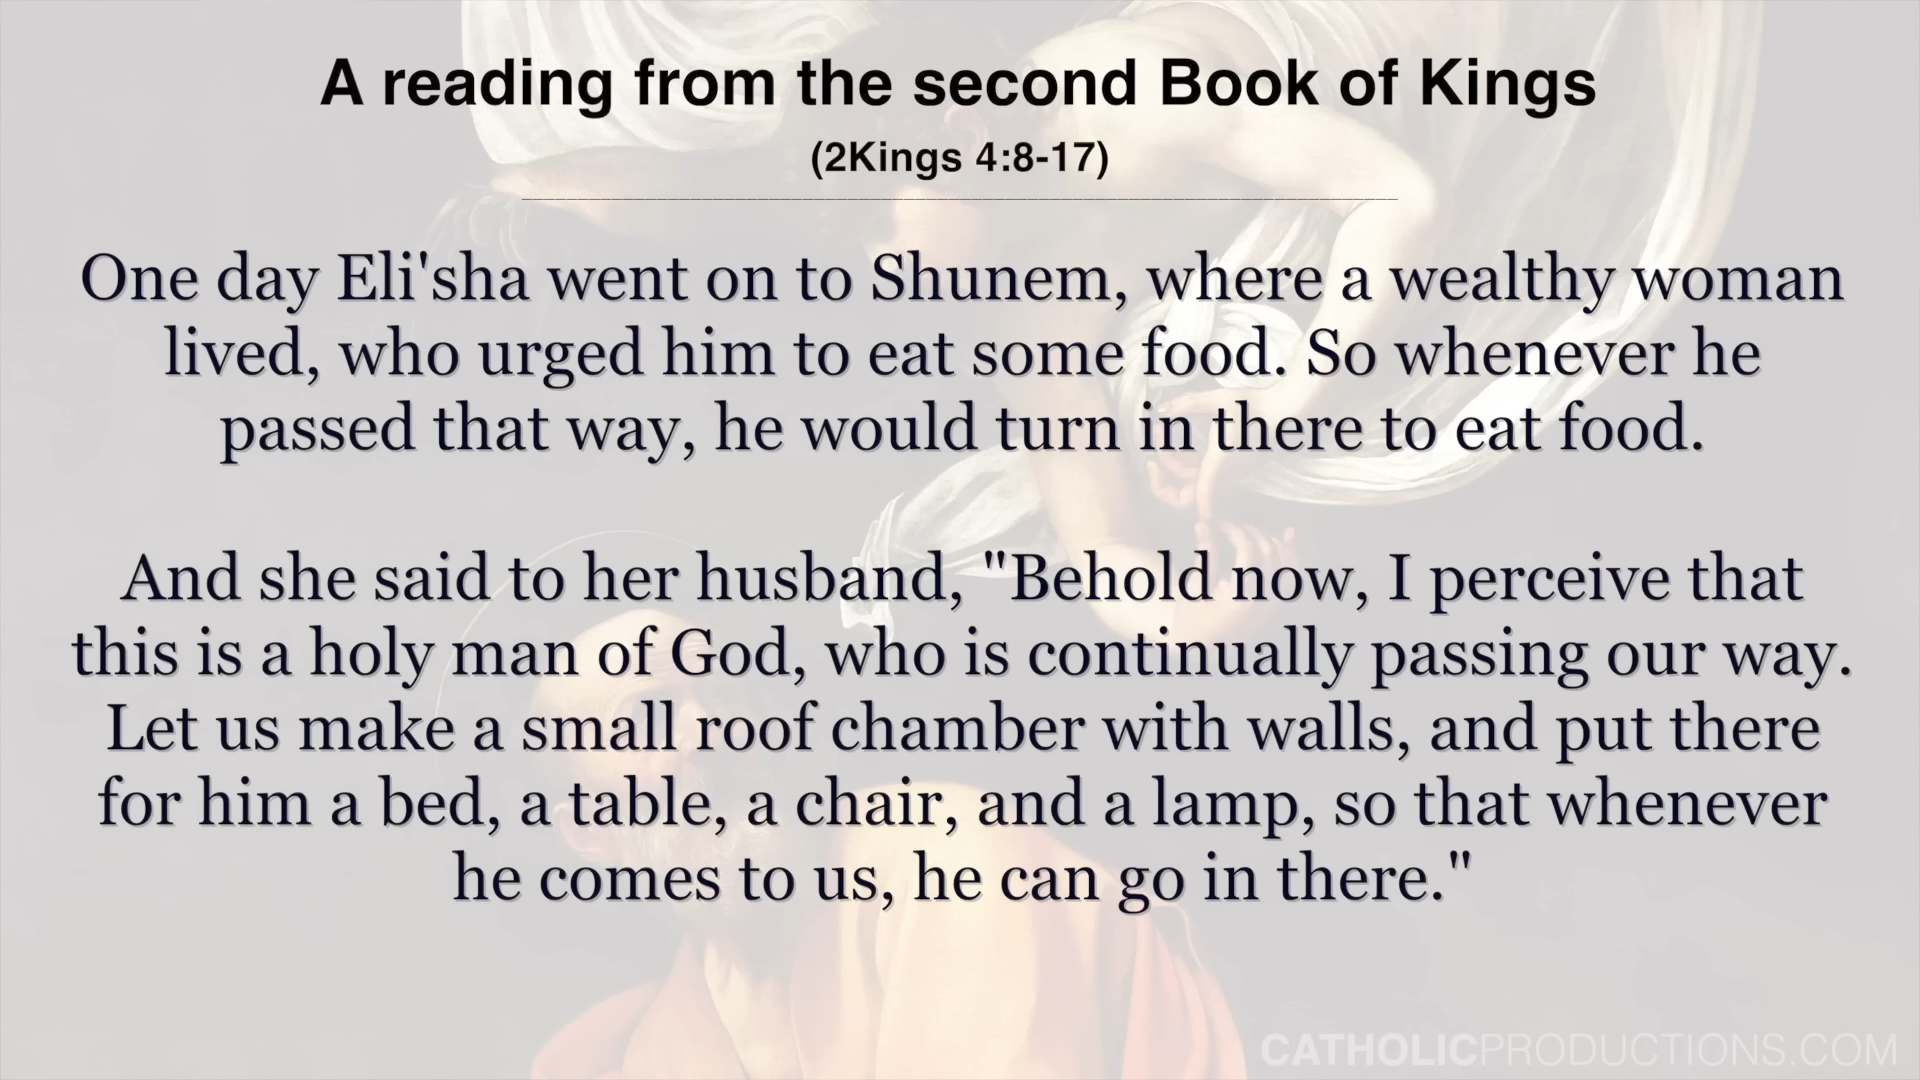 A reading from the second Book of Kings
(2Kings 4:8-17)
One day Eli'sha went on to Shunem, where a wealthy woman
lived, who urged him to eat some food. So whenever he
passed that way, he would turn in there to eat food.
And she said to her husband, "Behold now, I perceive that
this is a holy man of God, who is continually passing our way.
Let us make a small roof chamber with walls, and put there
for him a bed, a table, a chair, and a lamp, so that whenever
he comes to us, he can go in there."
CATHOLICPRODUCTIONS.COM